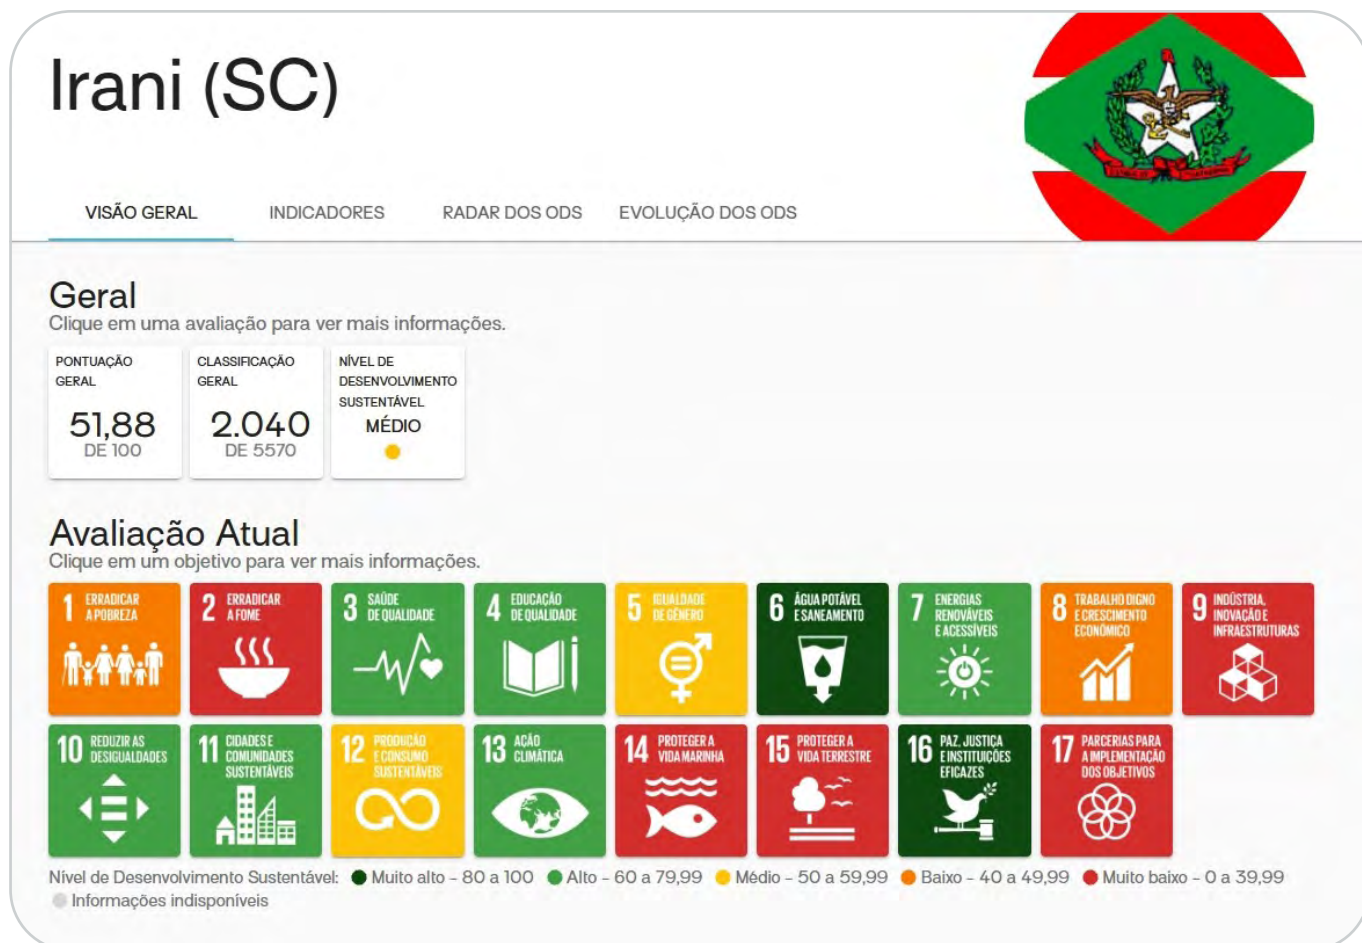 Irani (SC)
VISÃO GERAL INDICADORES RADAR DOS ODS EVOLUÇÃO DOS ODS
Geral
Clique em uma avaliação para ver mais informações.
PONTUAÇÃO
GERAL
51,88
DE 100
CLASSIFICAÇÃO
GERAL
2.040
DE 5570
NÍVEL DE
DESENVOLVIMENTO
SUSTENTÁVEL
MÉDIO
Avaliação Atual
Clique em um objetivo para ver mais informações.
1 ERRADICAR
A POBREZA
2 ERRADICAR
A FOME
3 SAÚDE
DE QUALIDADE
4 EDUCAÇÃO
DE QUALIDADE
5 IGUALDADE
DE GÉNERO
6 ÁGUA POTÁVEL
E SANEAMENTO
7 ENERGIAS
RENOVÁVEIS
E ACESSÍVEIS
8 TRABALHO DIGNO
E CRESCIMENTO
ECONÓMICO
9 INDÚSTRIA,
INOVAÇÃO E
INFRAESTRUTURAS
10 REDUZIR AS
DESIGUALDADES
11 CIDADES E
COMUNIDADES
SUSTENTÁVEIS
12 PRODUÇÃO
E CONSUMO
SUSTENTÁVEIS
13 AÇÃO
CLIMÁTICA
14 PROTEGER A
VIDA MARINHA
15 PROTEGER A
VIDA TERRESTRE
16 PAZ, JUSTIÇA
E INSTITUIÇÕES
EFICAZES
17 PARCERIAS PARA
A IMPLEMENTAÇÃO
DOS OBJETIVOS
Nível de Desenvolvimento Sustentável: Muito alto - 80 a 100 Alto - 60 a 79,99 Médio - 50 a 59,99 Baixo - 40 a 49,99 Muito baixo - 0 a 39,99
Informações indisponíveis